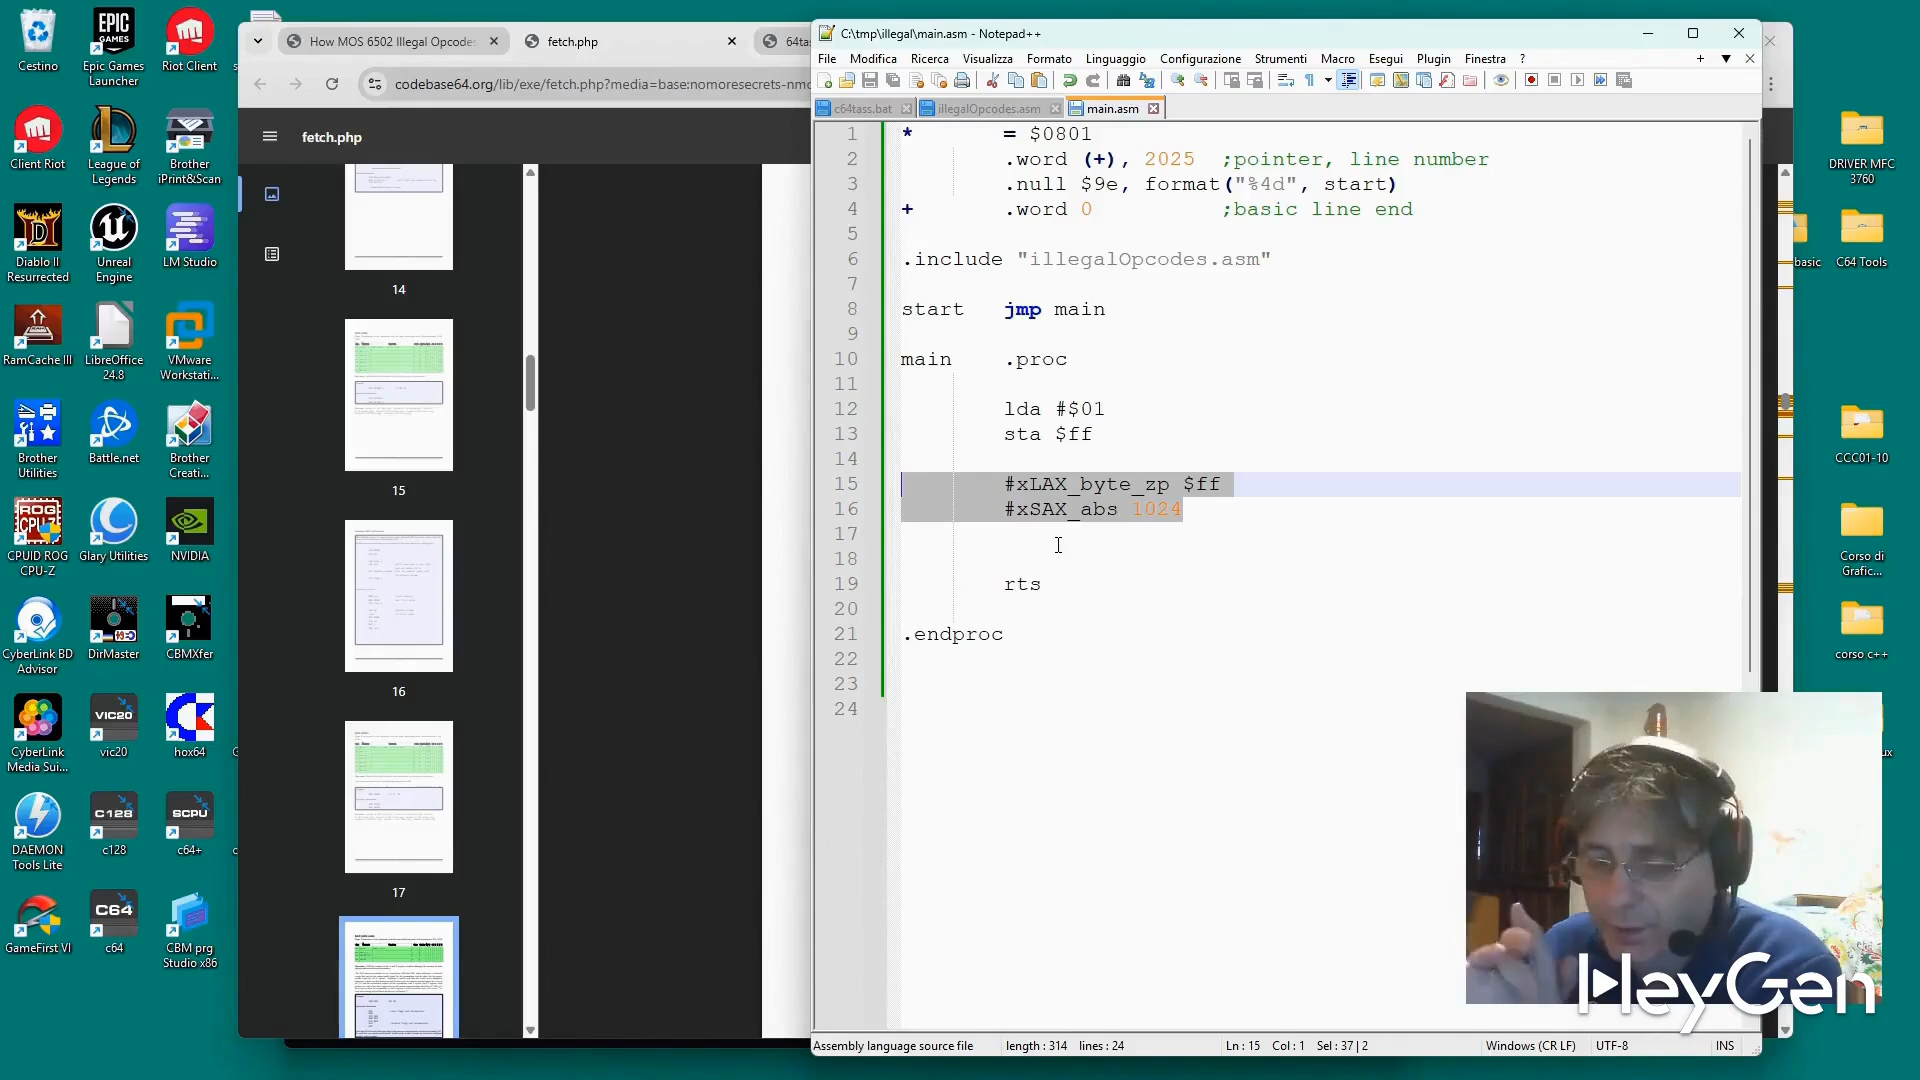 Cestino
EPIC GAMES
Epic Games Launcher
Riot Client
Client Riot
League of Legends
Brother iPrint&Scan
Diablo II Resurrected
Unreal Engine
LM Studio
RamCache III
LibreOffice 24.8
VMware Workstati...
Brother Utilities
Battle.net
Brother Creati...
CPUID ROG CPU-Z
Glary Utilities
NVIDIA
CyberLink BD Advisor
DirMaster
CBMXfer
CyberLink Media Sui...
VIC20
vic20
hox64
DAEMON Tools Lite
C128
c128
SCPU
c64+
GameFirst VI
C64
c64
CBM prg Studio x86
How MOS 6502 Illegal Opcodes
fetch.php
64tas
codebase64.org/lib/exe/fetch.php?media=base:nomoresecrets-nmo
fetch.php
14
15
16
17
C:\tmp\illegal\main.asm - Notepad++
File Modifica Ricerca Visualizza Formato Linguaggio Configurazione Strumenti Macro Esegui Plugin Finestra ?
c64tass.bat illegalOpcodes.asm main.asm
1 * = $0801
2 .word (+), 2025 ;pointer, line number
3 .null $9e, format("%4d", start)
4 + .word 0 ;basic line end
5
6 .include "illegalOpcodes.asm"
7
8 start jmp main
9
10 main .proc
11
12 lda #$01
13 sta $ff
14
15 #xLAX_byte_zp $ff
16 #xSAX_abs 1024
17
18
19 rts
20
21 .endproc
22
23
24
Assembly language source file length : 314 lines : 24 Ln : 15 Col : 1 Sel : 37 | 2 Windows (CR LF) UTF-8 INS
DRIVER MFC 3760
basic
C64 Tools
CCC01-10
Corso di Grafic...
corso c++
HeyGen